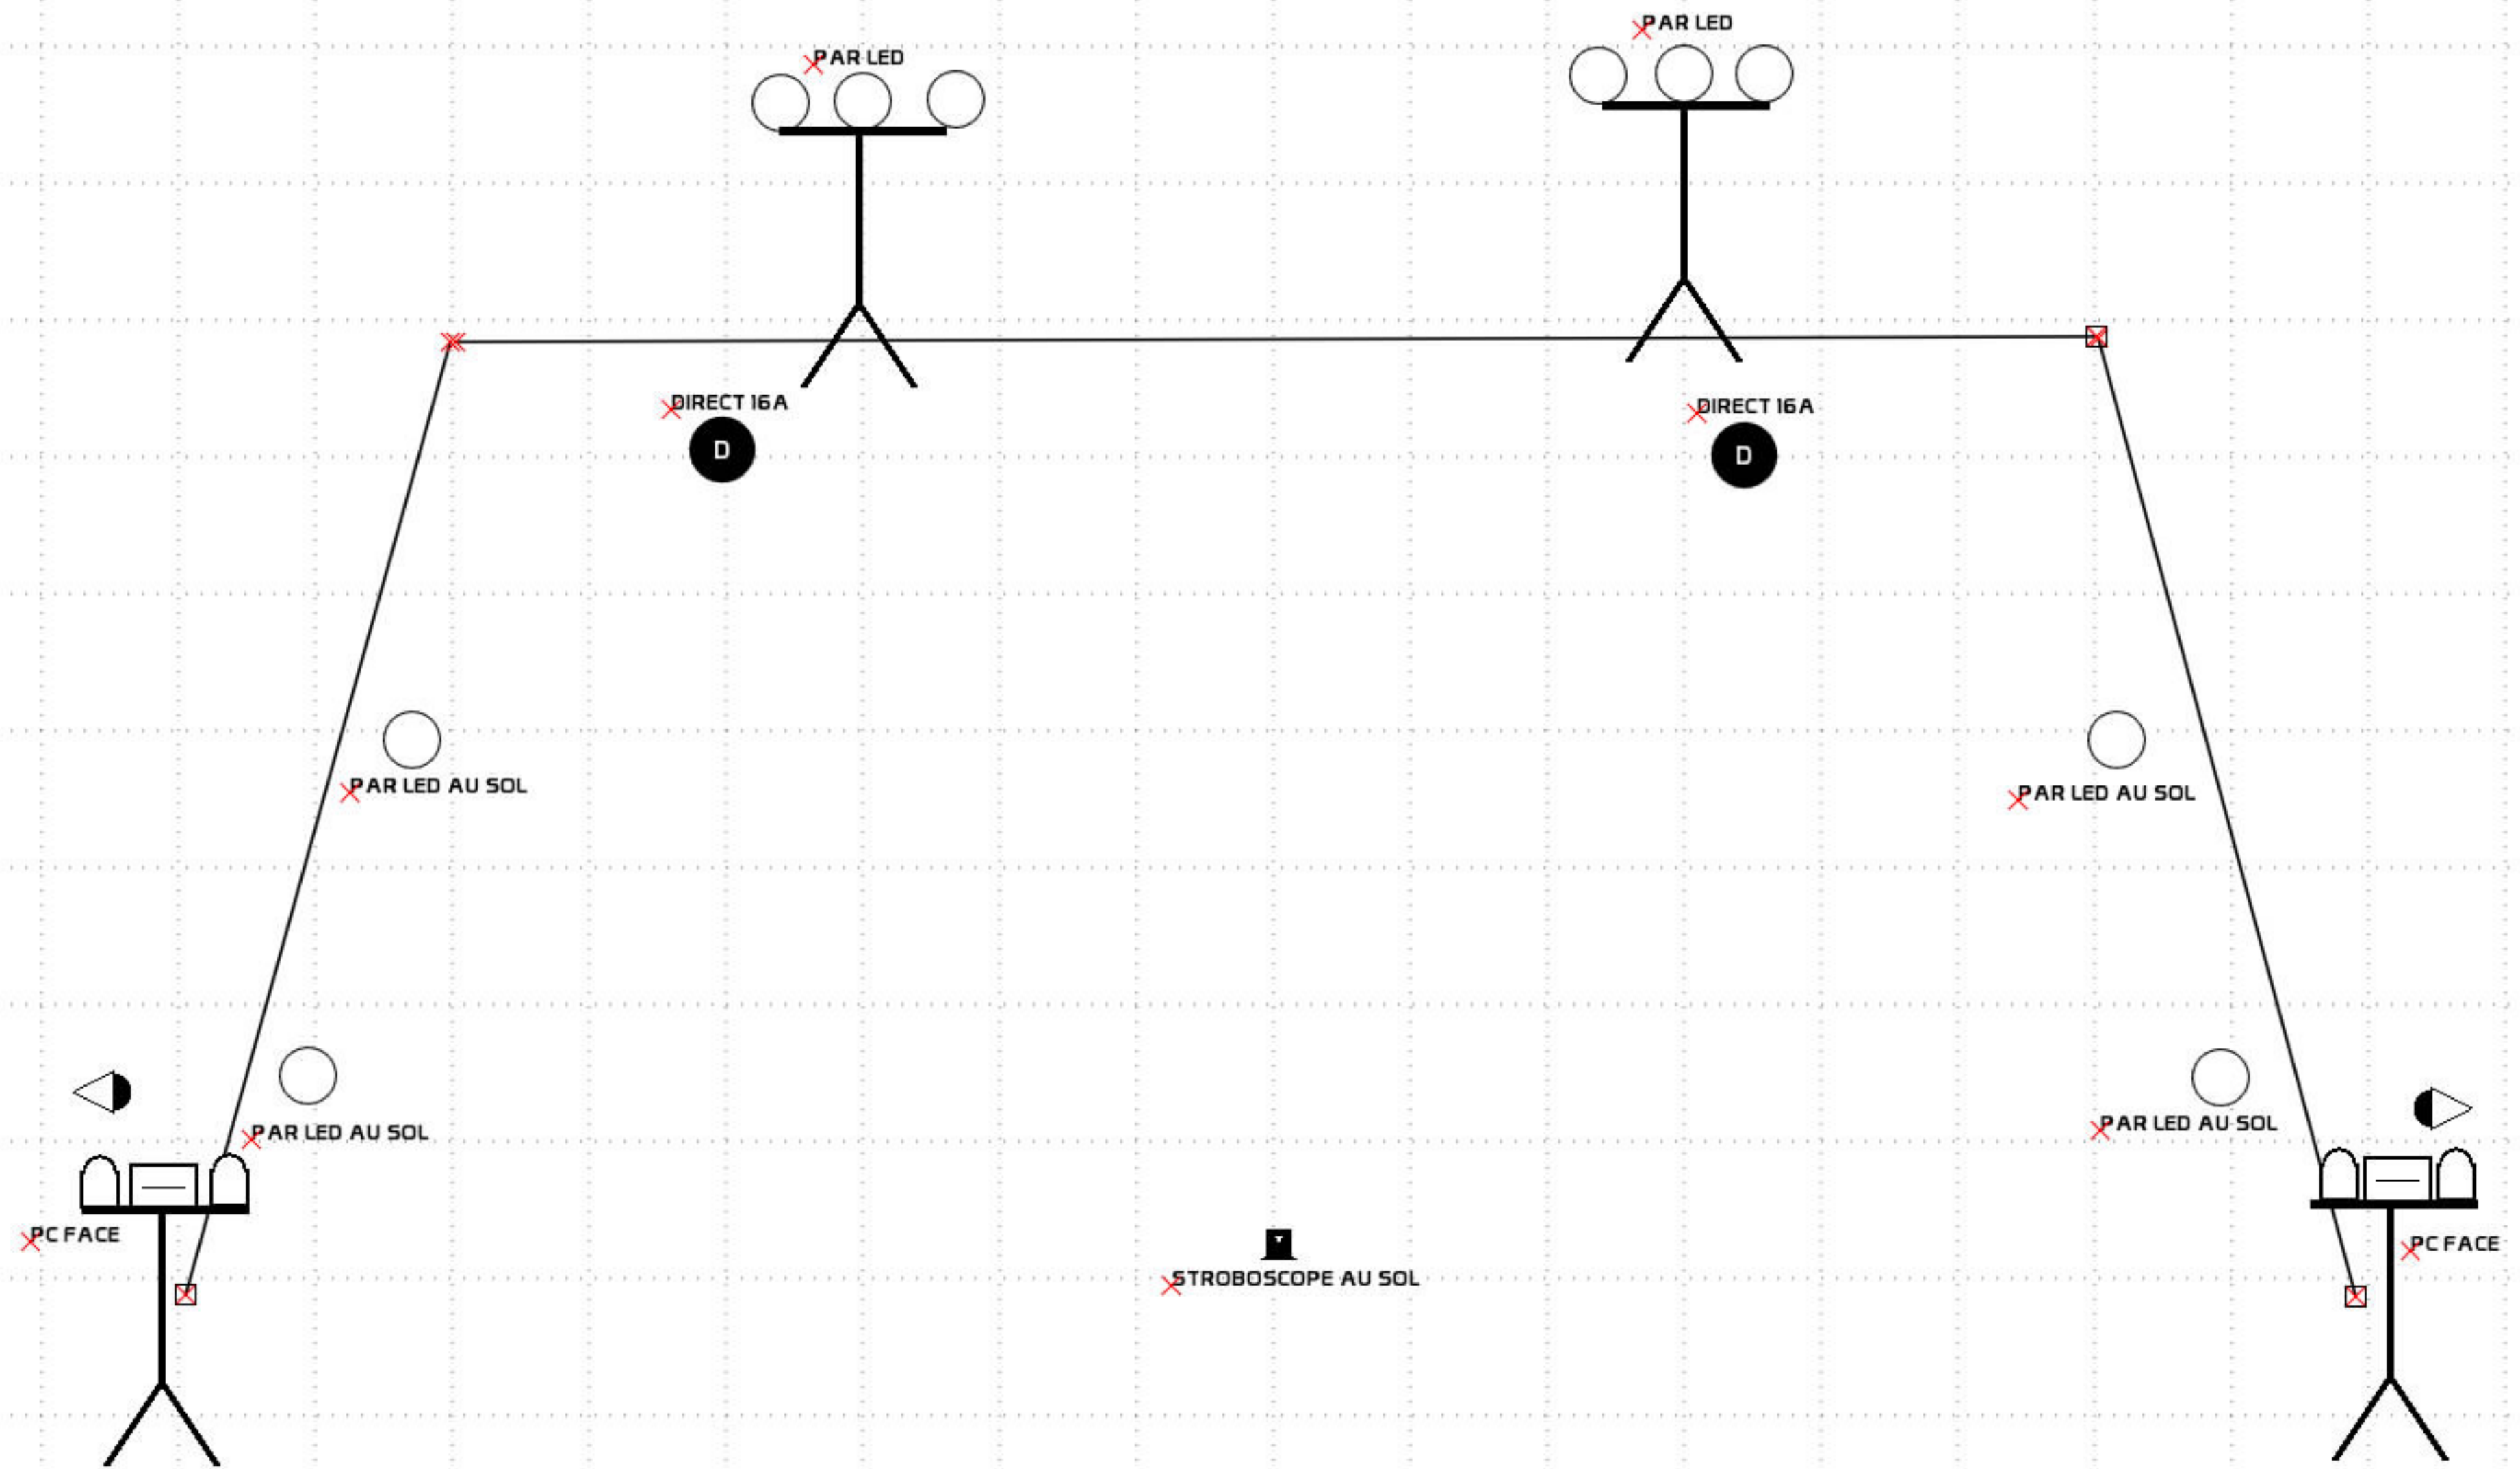 PAR LED
PAR LED
DIRECT 16A
D
DIRECT 16A
D
PAR LED AU SOL
PAR LED AU SOL
PAR LED AU SOL
PAR LED AU SOL
PC FACE
PC FACE
STROBOSCOPE AU SOL